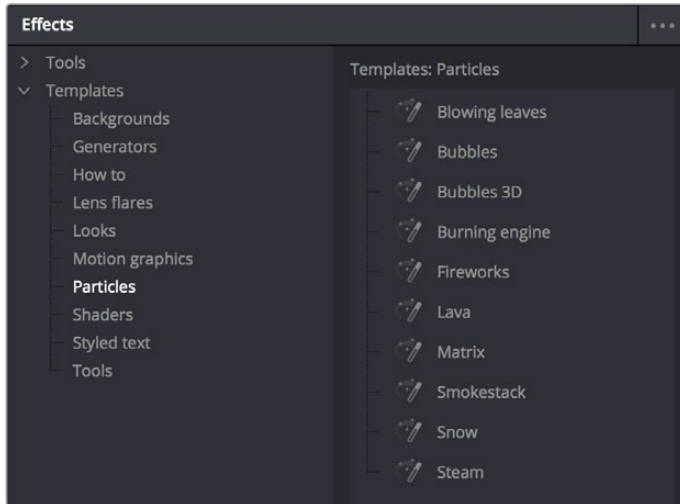 Effects
Tools
Templates
Backgrounds
Generators
How to
Lens flares
Looks
Motion graphics
Particles
Shaders
Styled text
Tools
Templates: Particles
Blowing leaves
Bubbles
Bubbles 3D
Burning engine
Fireworks
Lava
Matrix
Smokestack
Snow
Steam